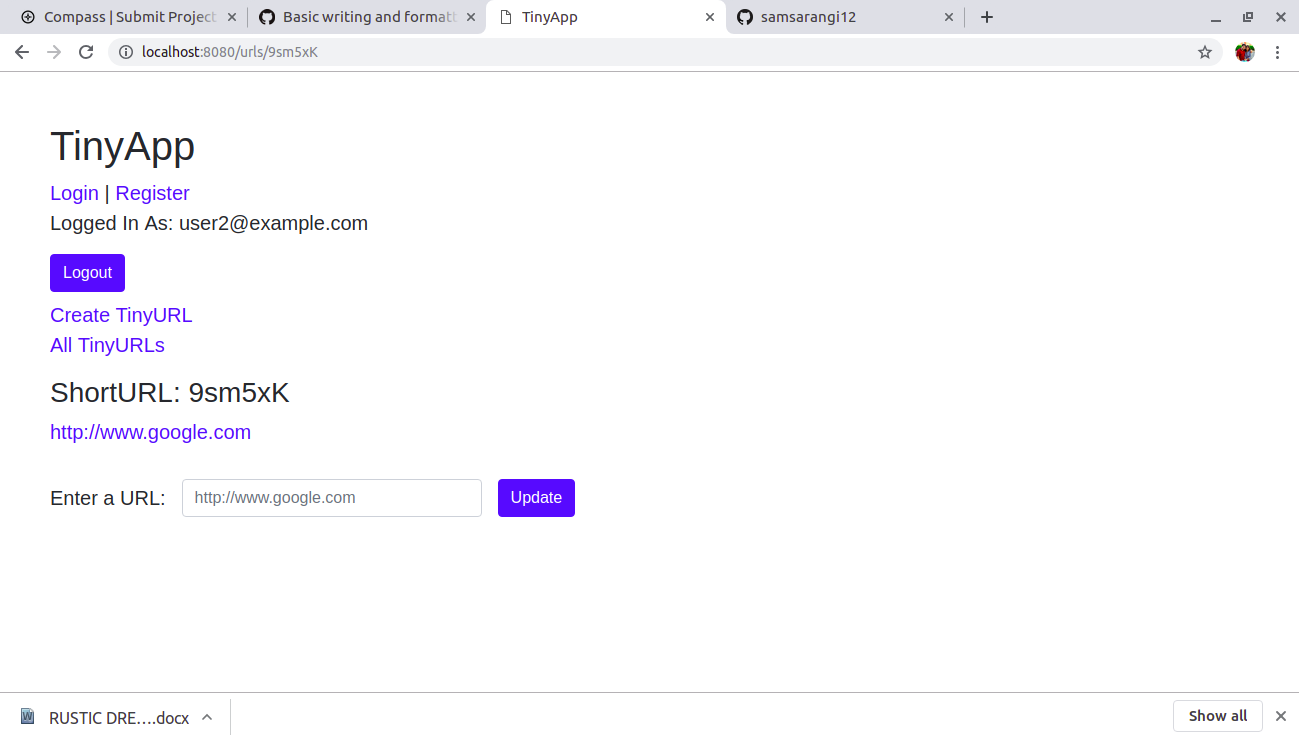 Compass | Submit Project
Basic writing and formatt
TinyApp
samsarangi12
localhost:8080/urls/9sm5xK
TinyApp
Login | Register
Logged In As: user2@example.com
Logout
Create TinyURL
All TinyURLs
ShortURL: 9sm5xK
http://www.google.com
Enter a URL: http://www.google.com Update
RUSTIC DRE....docx
Show all